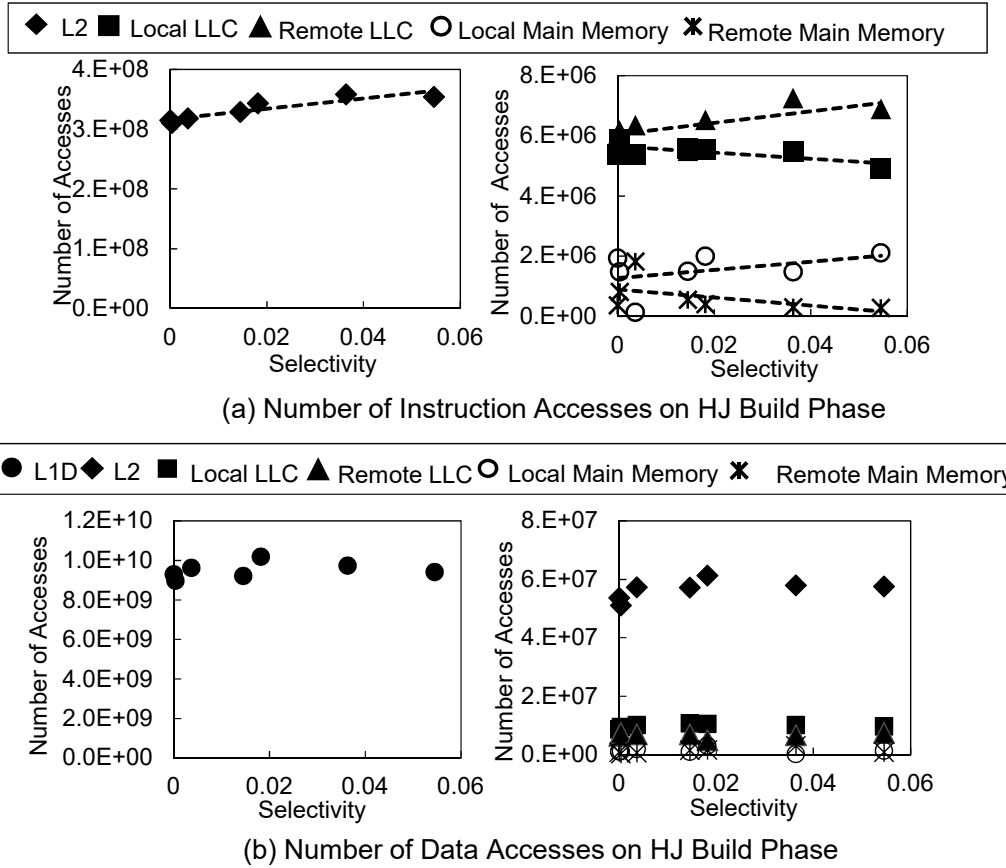 L2 Local LLC Remote LLC Local Main Memory Remote Main Memory
Number of Accesses
4.E+08
3.E+08
2.E+08
1.E+08
0.E+00
0 0.02 0.04 0.06
Selectivity
Number of Accesses
8.E+06
6.E+06
4.E+06
2.E+06
0.E+00
0 0.02 0.04 0.06
Selectivity
(a) Number of Instruction Accesses on HJ Build Phase
L1D L2 Local LLC Remote LLC Local Main Memory Remote Main Memory
Number of Accesses
1.2E+10
1.0E+10
8.0E+09
6.0E+09
4.0E+09
2.0E+09
0.0E+00
0 0.02 0.04 0.06
Selectivity
Number of Accesses
8.E+07
6.E+07
4.E+07
2.E+07
0.E+00
0 0.02 0.04 0.06
Selectivity
(b) Number of Data Accesses on HJ Build Phase